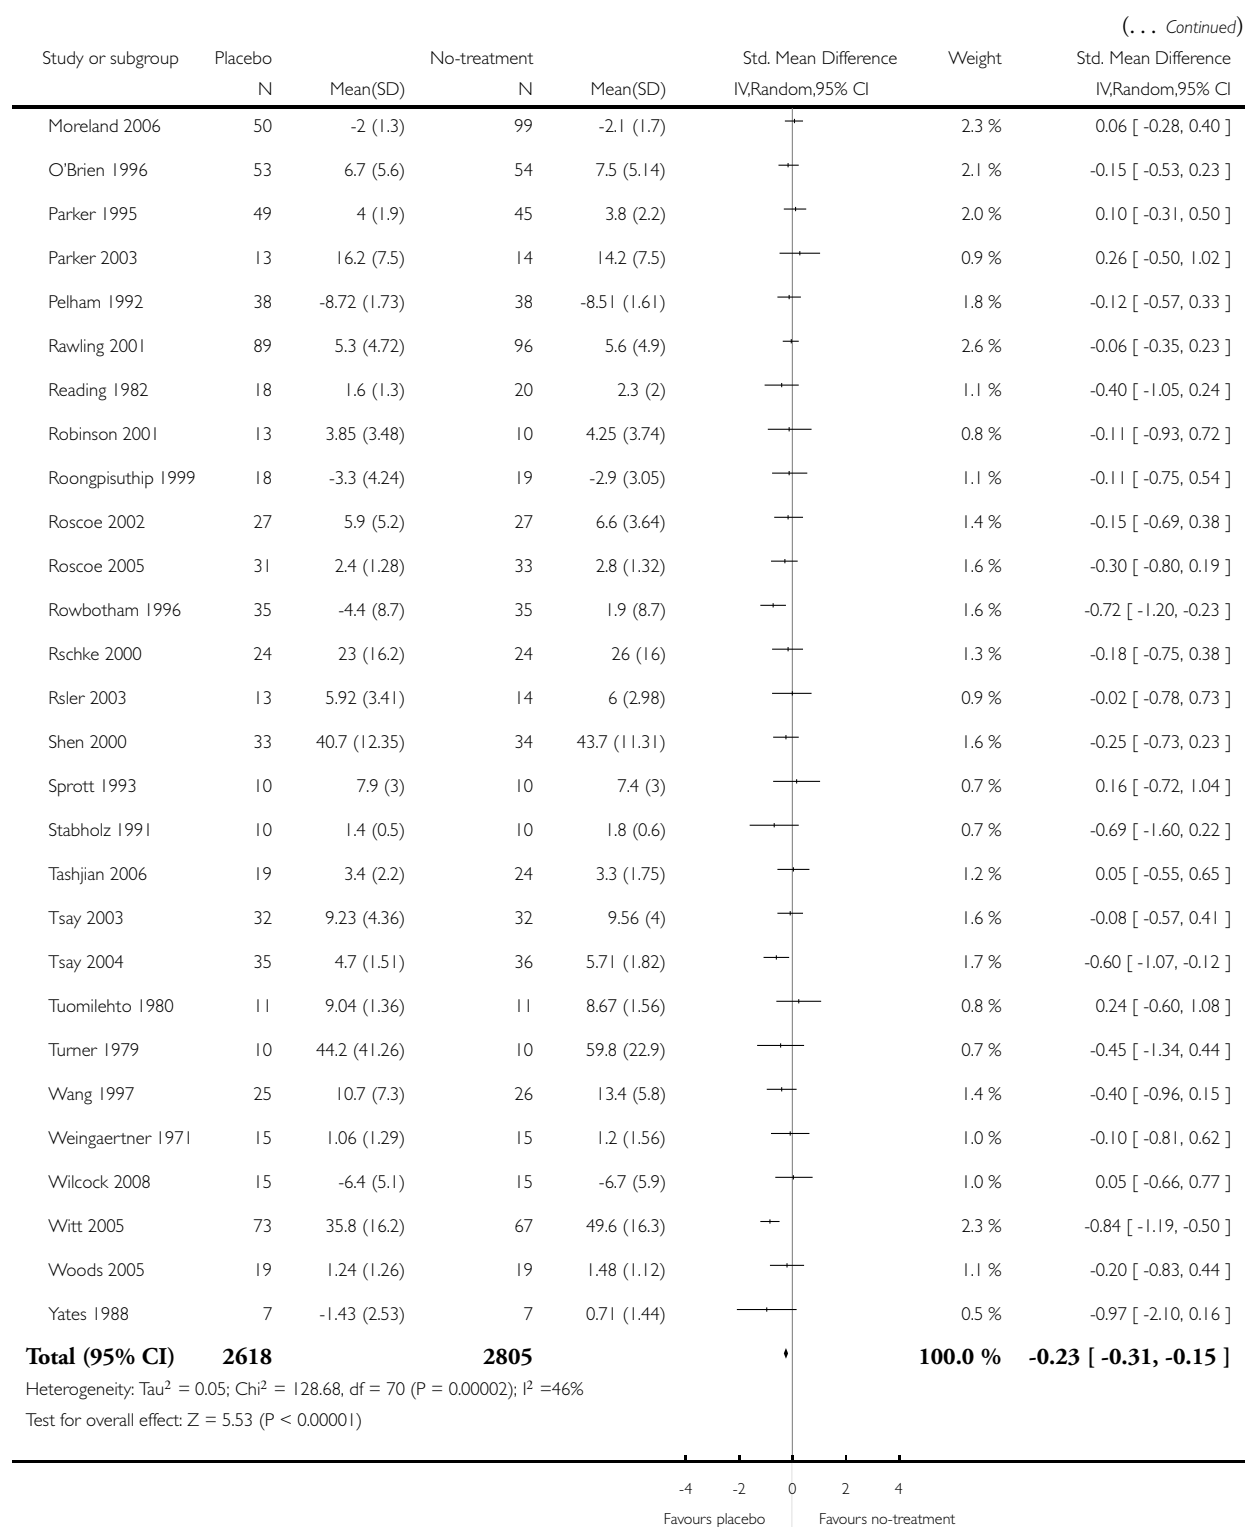 (... Continued)
Study or subgroup Placebo No-treatment Std. Mean Difference Weight Std. Mean Difference
N Mean(SD) N Mean(SD) IV,Random,95% CI IV,Random,95% CI
Moreland 2006 50 -2 (1.3) 99 -2.1 (1.7) 2.3 % 0.06 [ -0.28, 0.40 ]
O'Brien 1996 53 6.7 (5.6) 54 7.5 (5.14) 2.1 % -0.15 [ -0.53, 0.23 ]
Parker 1995 49 4 (1.9) 45 3.8 (2.2) 2.0 % 0.10 [ -0.31, 0.50 ]
Parker 2003 13 16.2 (7.5) 14 14.2 (7.5) 0.9 % 0.26 [ -0.50, 1.02 ]
Pelham 1992 38 -8.72 (1.73) 38 -8.51 (1.61) 1.8 % -0.12 [ -0.57, 0.33 ]
Rawling 2001 89 5.3 (4.72) 96 5.6 (4.9) 2.6 % -0.06 [ -0.35, 0.23 ]
Reading 1982 18 1.6 (1.3) 20 2.3 (2) 1.1 % -0.40 [ -1.05, 0.24 ]
Robinson 2001 13 3.85 (3.48) 10 4.25 (3.74) 0.8 % -0.11 [ -0.93, 0.72 ]
Roongpisuthip 1999 18 -3.3 (4.24) 19 -2.9 (3.05) 1.1 % -0.11 [ -0.75, 0.54 ]
Roscoe 2002 27 5.9 (5.2) 27 6.6 (3.64) 1.4 % -0.15 [ -0.69, 0.38 ]
Roscoe 2005 31 2.4 (1.28) 33 2.8 (1.32) 1.6 % -0.30 [ -0.80, 0.19 ]
Rowbotham 1996 35 -4.4 (8.7) 35 1.9 (8.7) 1.6 % -0.72 [ -1.20, -0.23 ]
Rschke 2000 24 23 (16.2) 24 26 (16) 1.3 % -0.18 [ -0.75, 0.38 ]
Rsler 2003 13 5.92 (3.41) 14 6 (2.98) 0.9 % -0.02 [ -0.78, 0.73 ]
Shen 2000 33 40.7 (12.35) 34 43.7 (11.31) 1.6 % -0.25 [ -0.73, 0.23 ]
Sprott 1993 10 7.9 (3) 10 7.4 (3) 0.7 % 0.16 [ -0.72, 1.04 ]
Stabholz 1991 10 1.4 (0.5) 10 1.8 (0.6) 0.7 % -0.69 [ -1.60, 0.22 ]
Tashjian 2006 19 3.4 (2.2) 24 3.3 (1.75) 1.2 % 0.05 [ -0.55, 0.65 ]
Tsay 2003 32 9.23 (4.36) 32 9.56 (4) 1.6 % -0.08 [ -0.57, 0.41 ]
Tsay 2004 35 4.7 (1.51) 36 5.71 (1.82) 1.7 % -0.60 [ -1.07, -0.12 ]
Tuomilehto 1980 11 9.04 (1.36) 11 8.67 (1.56) 0.8 % 0.24 [ -0.60, 1.08 ]
Turner 1979 10 44.2 (41.26) 10 59.8 (22.9) 0.7 % -0.45 [ -1.34, 0.44 ]
Wang 1997 25 10.7 (7.3) 26 13.4 (5.8) 1.4 % -0.40 [ -0.96, 0.15 ]
Weingaertner 1971 15 1.06 (1.29) 15 1.2 (1.56) 1.0 % -0.10 [ -0.81, 0.62 ]
Wilcock 2008 15 -6.4 (5.1) 15 -6.7 (5.9) 1.0 % 0.05 [ -0.66, 0.77 ]
Witt 2005 73 35.8 (16.2) 67 49.6 (16.3) 2.3 % -0.84 [ -1.19, -0.50 ]
Woods 2005 19 1.24 (1.26) 19 1.48 (1.12) 1.1 % -0.20 [ -0.83, 0.44 ]
Yates 1988 7 -1.43 (2.53) 7 0.71 (1.44) 0.5 % -0.97 [ -2.10, 0.16 ]
Total (95% CI) 2618 2805 100.0 % -0.23 [ -0.31, -0.15 ]
Heterogeneity: Tau² = 0.05; Chi² = 128.68, df = 70 (P = 0.00002); I² =46%
Test for overall effect: Z = 5.53 (P < 0.00001)
-4 -2 0 2 4
Favours placebo Favours no-treatment